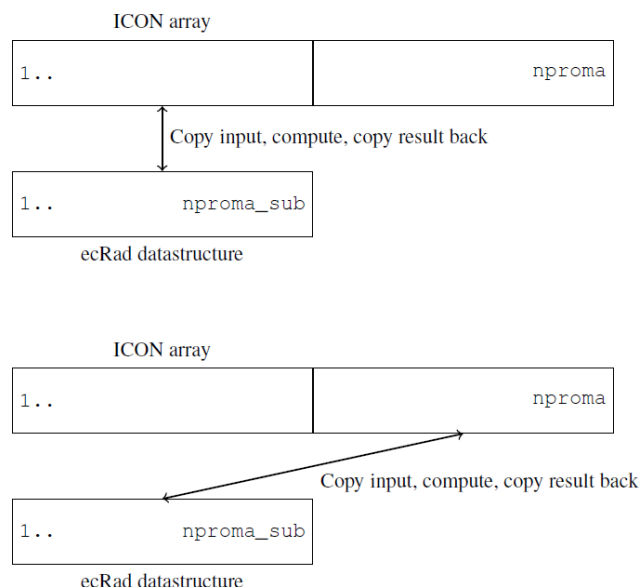 ICON array
1.. nproma
Copy input, compute, copy result back
1.. nproma_sub
ecRad datastructure
ICON array
1.. nproma
Copy input, compute, copy result back
1.. nproma_sub
ecRad datastructure